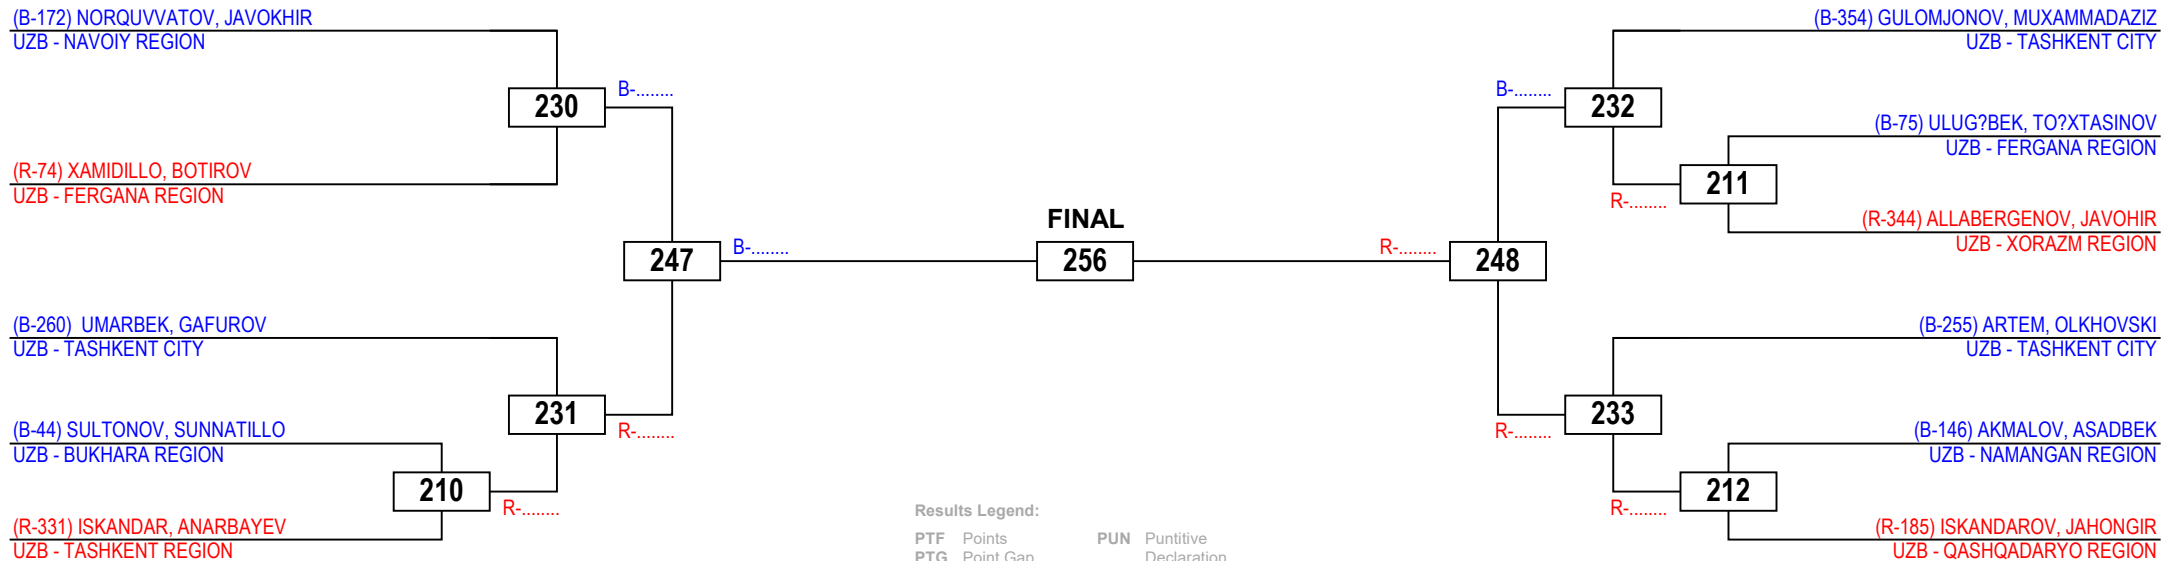 (B-172) NORQUVVATOV, JAVOKHIR
UZB - NAVOIY REGION
230
B-........
(R-74) XAMIDILLO, BOTIROV
UZB - FERGANA REGION
247
B-........
(B-260) UMARBEK, GAFUROV
UZB - TASHKENT CITY
231
R-........
(B-44) SULTONOV, SUNNATILLO
UZB - BUKHARA REGION
210
R-........
(R-331) ISKANDAR, ANARBAYEV
UZB - TASHKENT REGION
FINAL
256
(B-354) GULOMJONOV, MUXAMMADAZIZ
UZB - TASHKENT CITY
B-........
232
(B-75) ULUG?BEK, TO?XTASINOV
UZB - FERGANA REGION
211
R-........
(R-344) ALLABERGENOV, JAVOHIR
UZB - XORAZM REGION
R-........
248
(B-255) ARTEM, OLKHOVSKI
UZB - TASHKENT CITY
233
R-........
(B-146) AKMALOV, ASADBEK
UZB - NAMANGAN REGION
212
R-........
(R-185) ISKANDAROV, JAHONGIR
UZB - QASHQADARYO REGION
Results Legend:
PTF Points PUN Puntitive
PTG Point Gap Declaration